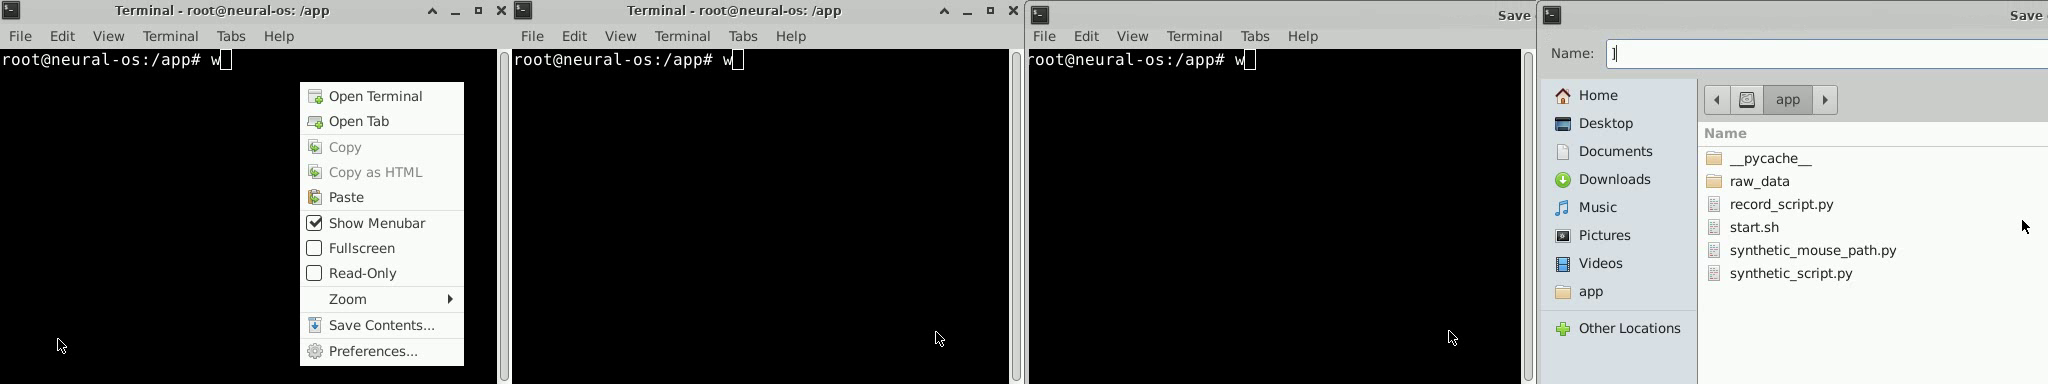 Terminal - root@neural-os: /app
File Edit View Terminal Tabs Help
root@neural-os:/app# w
Open Terminal
Open Tab
Copy
Copy as HTML
Paste
Show Menubar
Fullscreen
Read-Only
Zoom
Save Contents...
Preferences...
Terminal - root@neural-os: /app
File Edit View Terminal Tabs Help
root@neural-os:/app# w
Save
File Edit View Terminal Tabs Help
root@neural-os:/app# w
Save
Name:
app
Home
Desktop
Documents
Downloads
Music
Pictures
Videos
app
Other Locations
Name
__pycache__
raw_data
record_script.py
start.sh
synthetic_mouse_path.py
synthetic_script.py